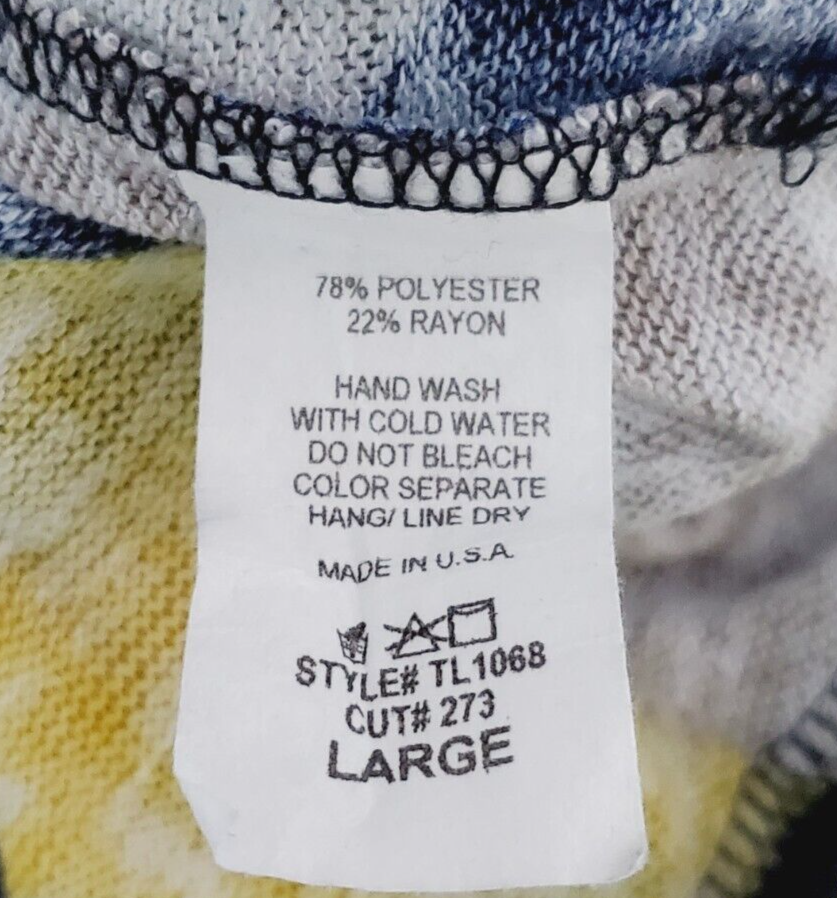 78% POLYESTER
22% RAYON
HAND WASH
WITH COLD WATER
DO NOT BLEACH
COLOR SEPARATE
HANG/ LINE DRY
MADE IN U.S.A.
STYLE# TL1068
CUT# 273
LARGE